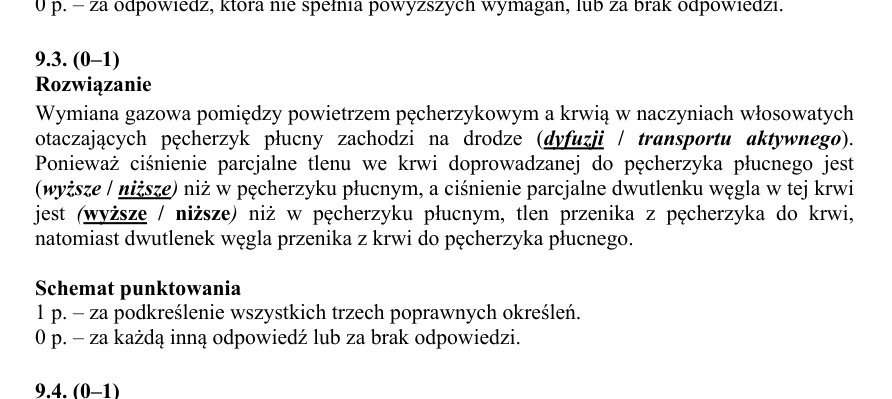 0 p. – za odpowiedź, która nie spełnia powyższych wymagań, lub za brak odpowiedzi.
9.3. (0–1)
Rozwiązanie
Wymiana gazowa pomiędzy powietrzem pęcherzykowym a krwią w naczyniach włosowatych
otaczających pęcherzyk płucny zachodzi na drodze (dyfuzji / transportu aktywnego).
Ponieważ ciśnienie parcjalne tlenu we krwi doprowadzanej do pęcherzyka płucnego jest
(wyższe / niższe) niż w pęcherzyku płucnym, a ciśnienie parcjalne dwutlenku węgla w tej krwi
jest (wyższe / niższe) niż w pęcherzyku płucnym, tlen przenika z pęcherzyka do krwi,
natomiast dwutlenek węgla przenika z krwi do pęcherzyka płucnego.
Schemat punktowania
1 p. – za podkreślenie wszystkich trzech poprawnych określeń.
0 p. – za każdą inną odpowiedź lub za brak odpowiedzi.
9.4. (0–1)